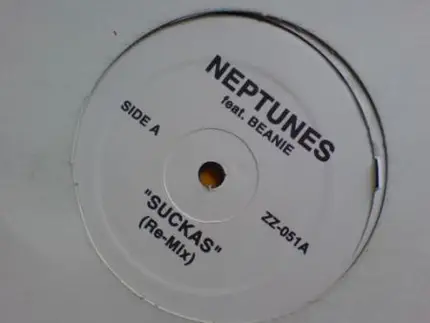 NEPTUNES
feat. BEANIE
SIDE A
ZZ-051A
"SUCKAS"
(Re-Mix)